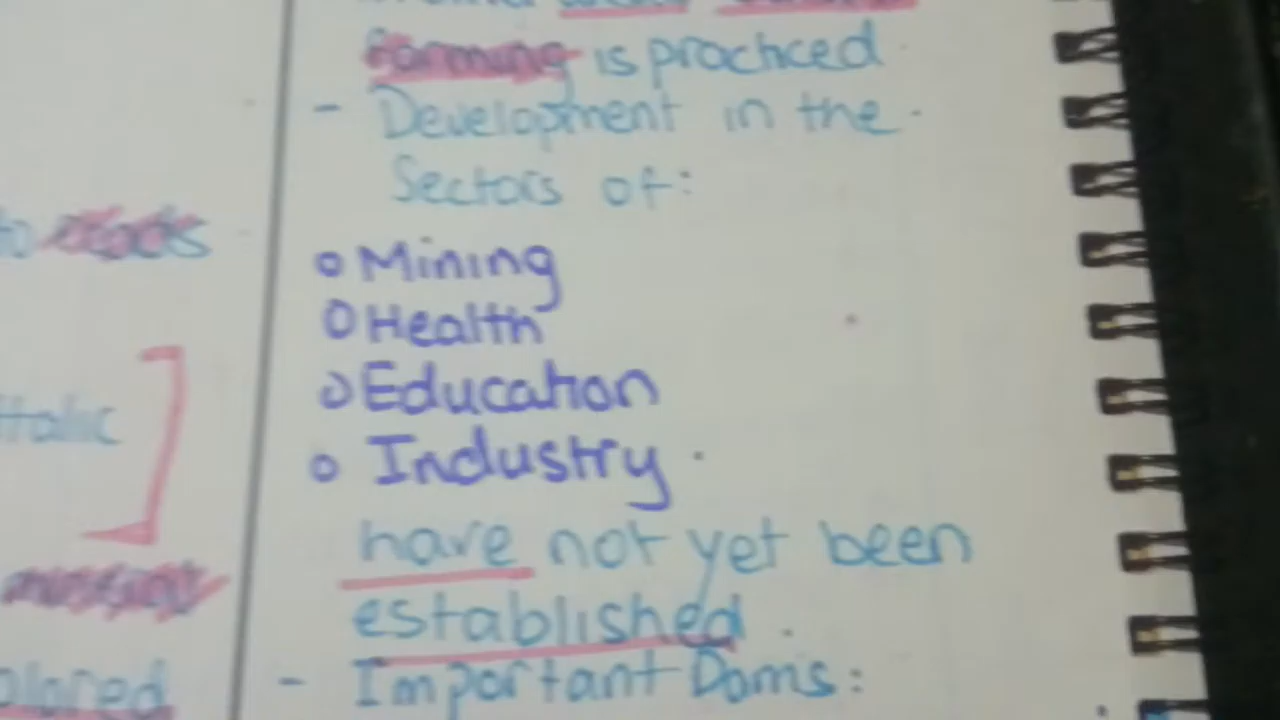 farming is practiced
- Development in the
Sectors of:
o Mining
o Health
o Education
o Industry
have not yet been
established
- Important Dams:
to